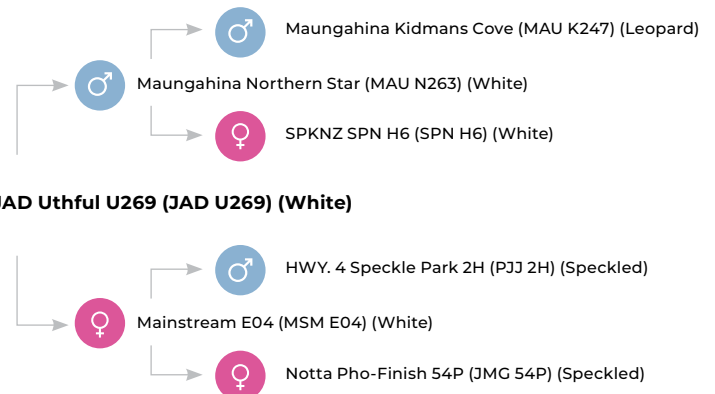 Maungahina Kidmans Cove (MAU K247) (Leopard)
Maungahina Northern Star (MAU N263) (White)
SPKNZ SPN H6 (SPN H6) (White)
JAD Uthful U269 (JAD U269) (White)
HWY. 4 Speckle Park 2H (PJJ 2H) (Speckled)
Mainstream E04 (MSM E04) (White)
Notta Pho-Finish 54P (JMG 54P) (Speckled)